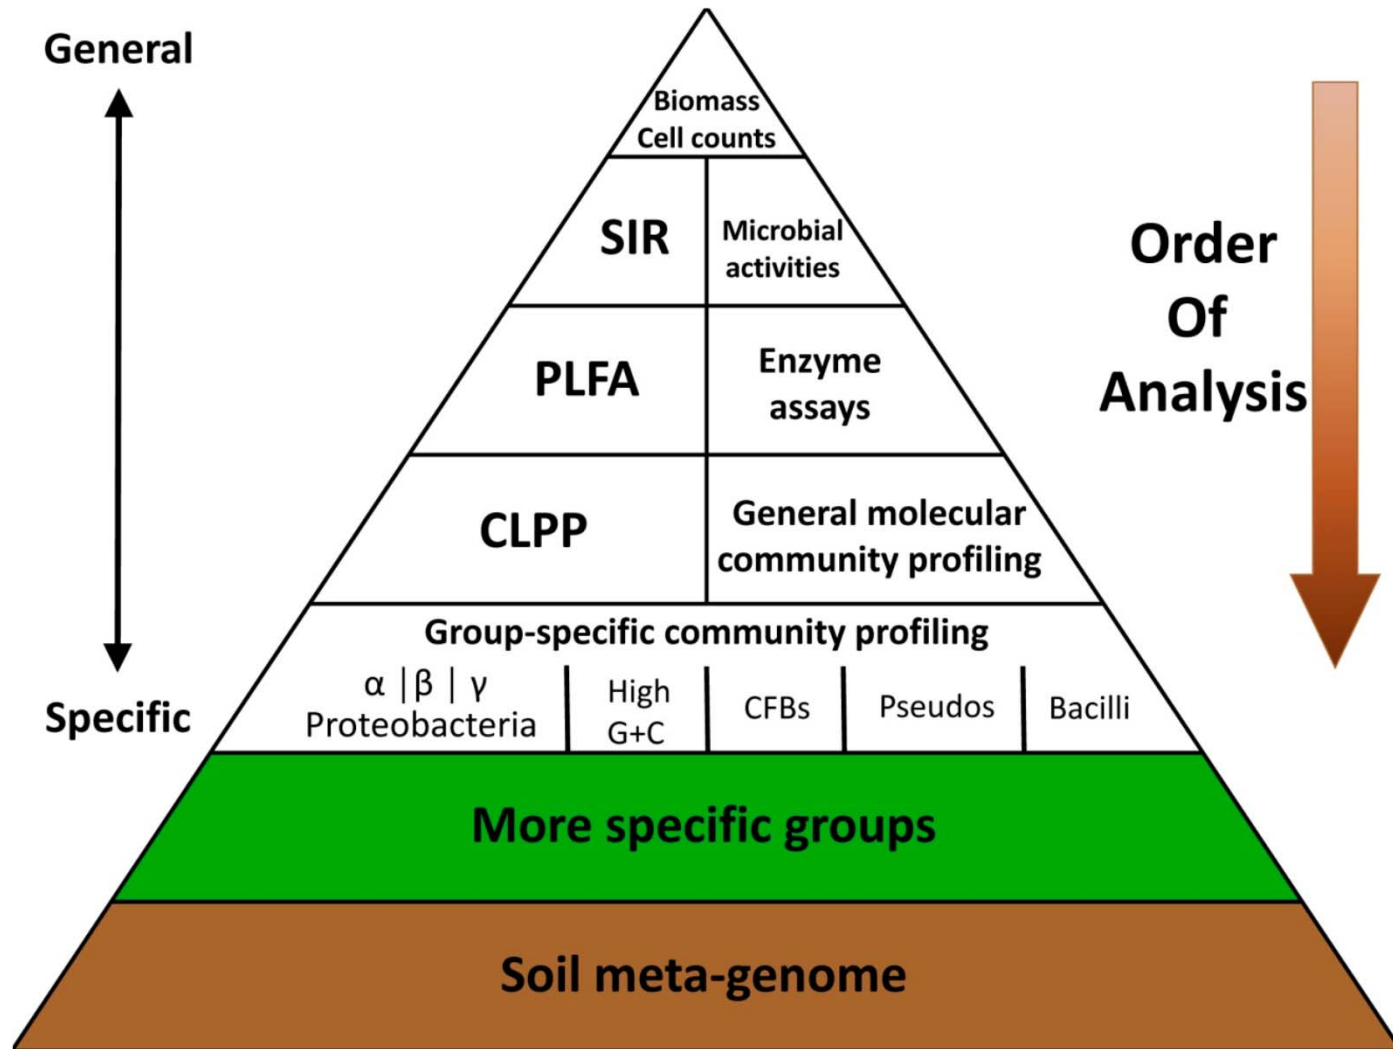 General
Biomass
Cell counts
SIR
Microbial
activities
Order
Of
Analysis
PLFA
Enzyme
assays
CLPP
General molecular
community profiling
Group-specific community profiling
α |β | γ
Proteobacteria
High
G+C
CFBs
Pseudos
Bacilli
Specific
More specific groups
Soil meta-genome